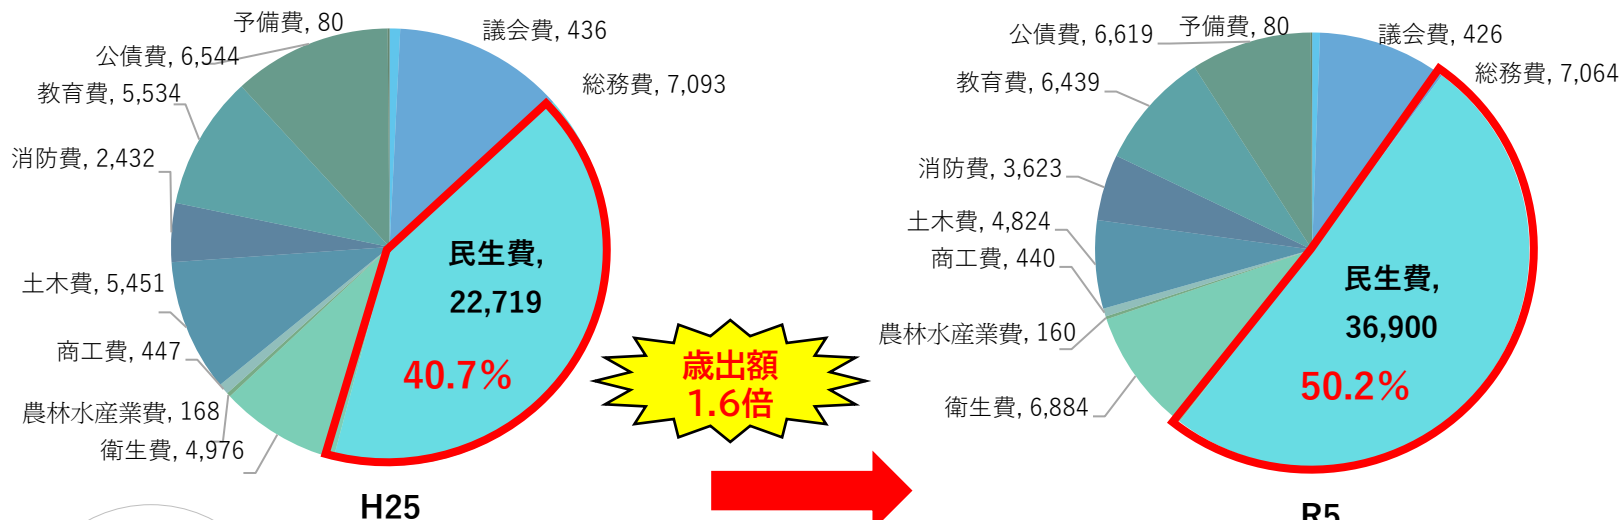 予備費, 80
議会費, 436
公債費, 6,544
総務費, 7,093
教育費, 5,534
消防費, 2,432
民生費,
22,719
40.7%
土木費, 5,451
商工費, 447
農林水産業費, 168
衛生費, 4,976
H25
歳出額
1.6倍
予備費, 80
議会費, 426
公債費, 6,619
総務費, 7,064
教育費, 6,439
消防費, 3,623
土木費, 4,824
商工費, 440
民生費,
36,900
50.2%
農林水産業費, 160
衛生費, 6,884
R5